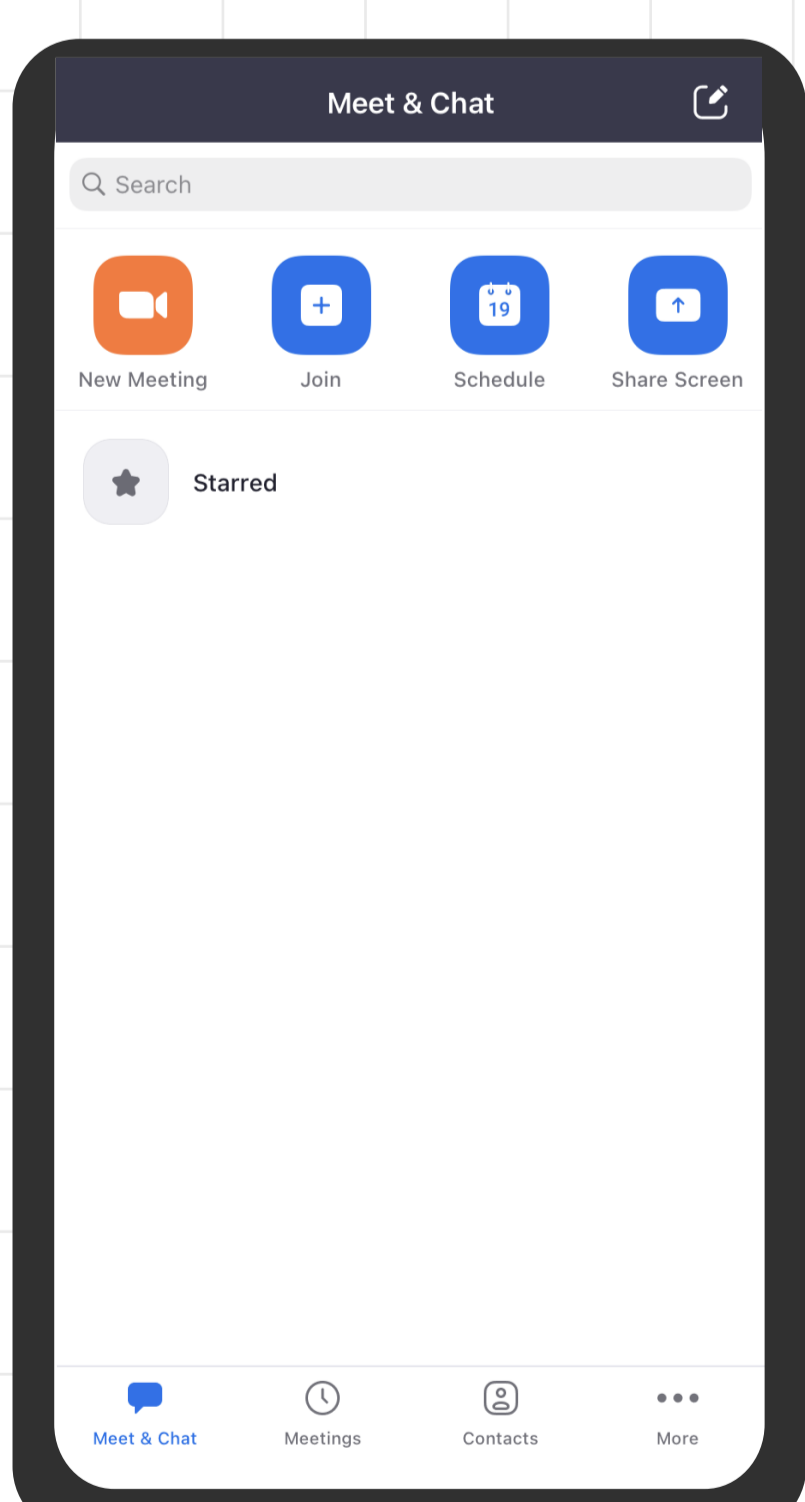 Meet & Chat
Search
New Meeting Join Schedule Share Screen
19
Starred
Meet & Chat Meetings Contacts More